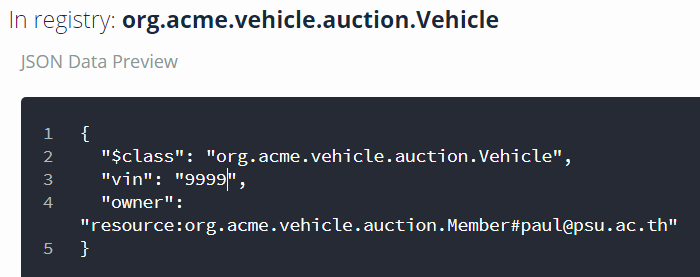 In registry: org.acme.vehicle.auction.Vehicle
JSON Data Preview
1 {
2 "$class": "org.acme.vehicle.auction.Vehicle",
3 "vin": "9999",
4 "owner":
"resource:org.acme.vehicle.auction.Member#paul@psu.ac.th"
5 }